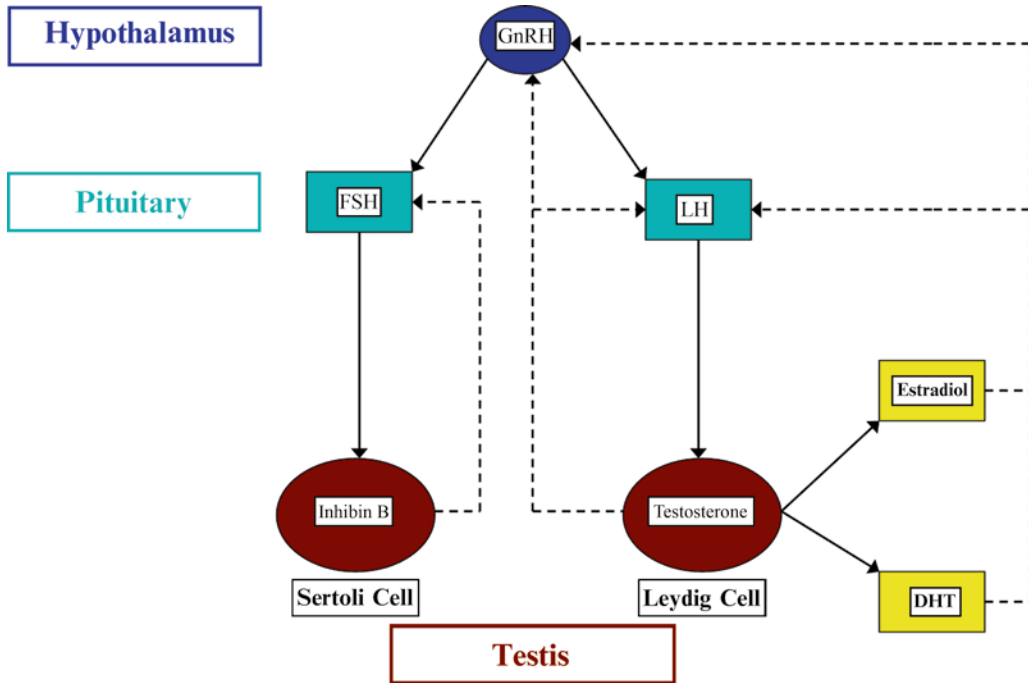 Hypothalamus
GnRH
Pituitary
FSH
LH
Estradiol
Inhibin B
Testosterone
Sertoli Cell
Leydig Cell
DHT
Testis